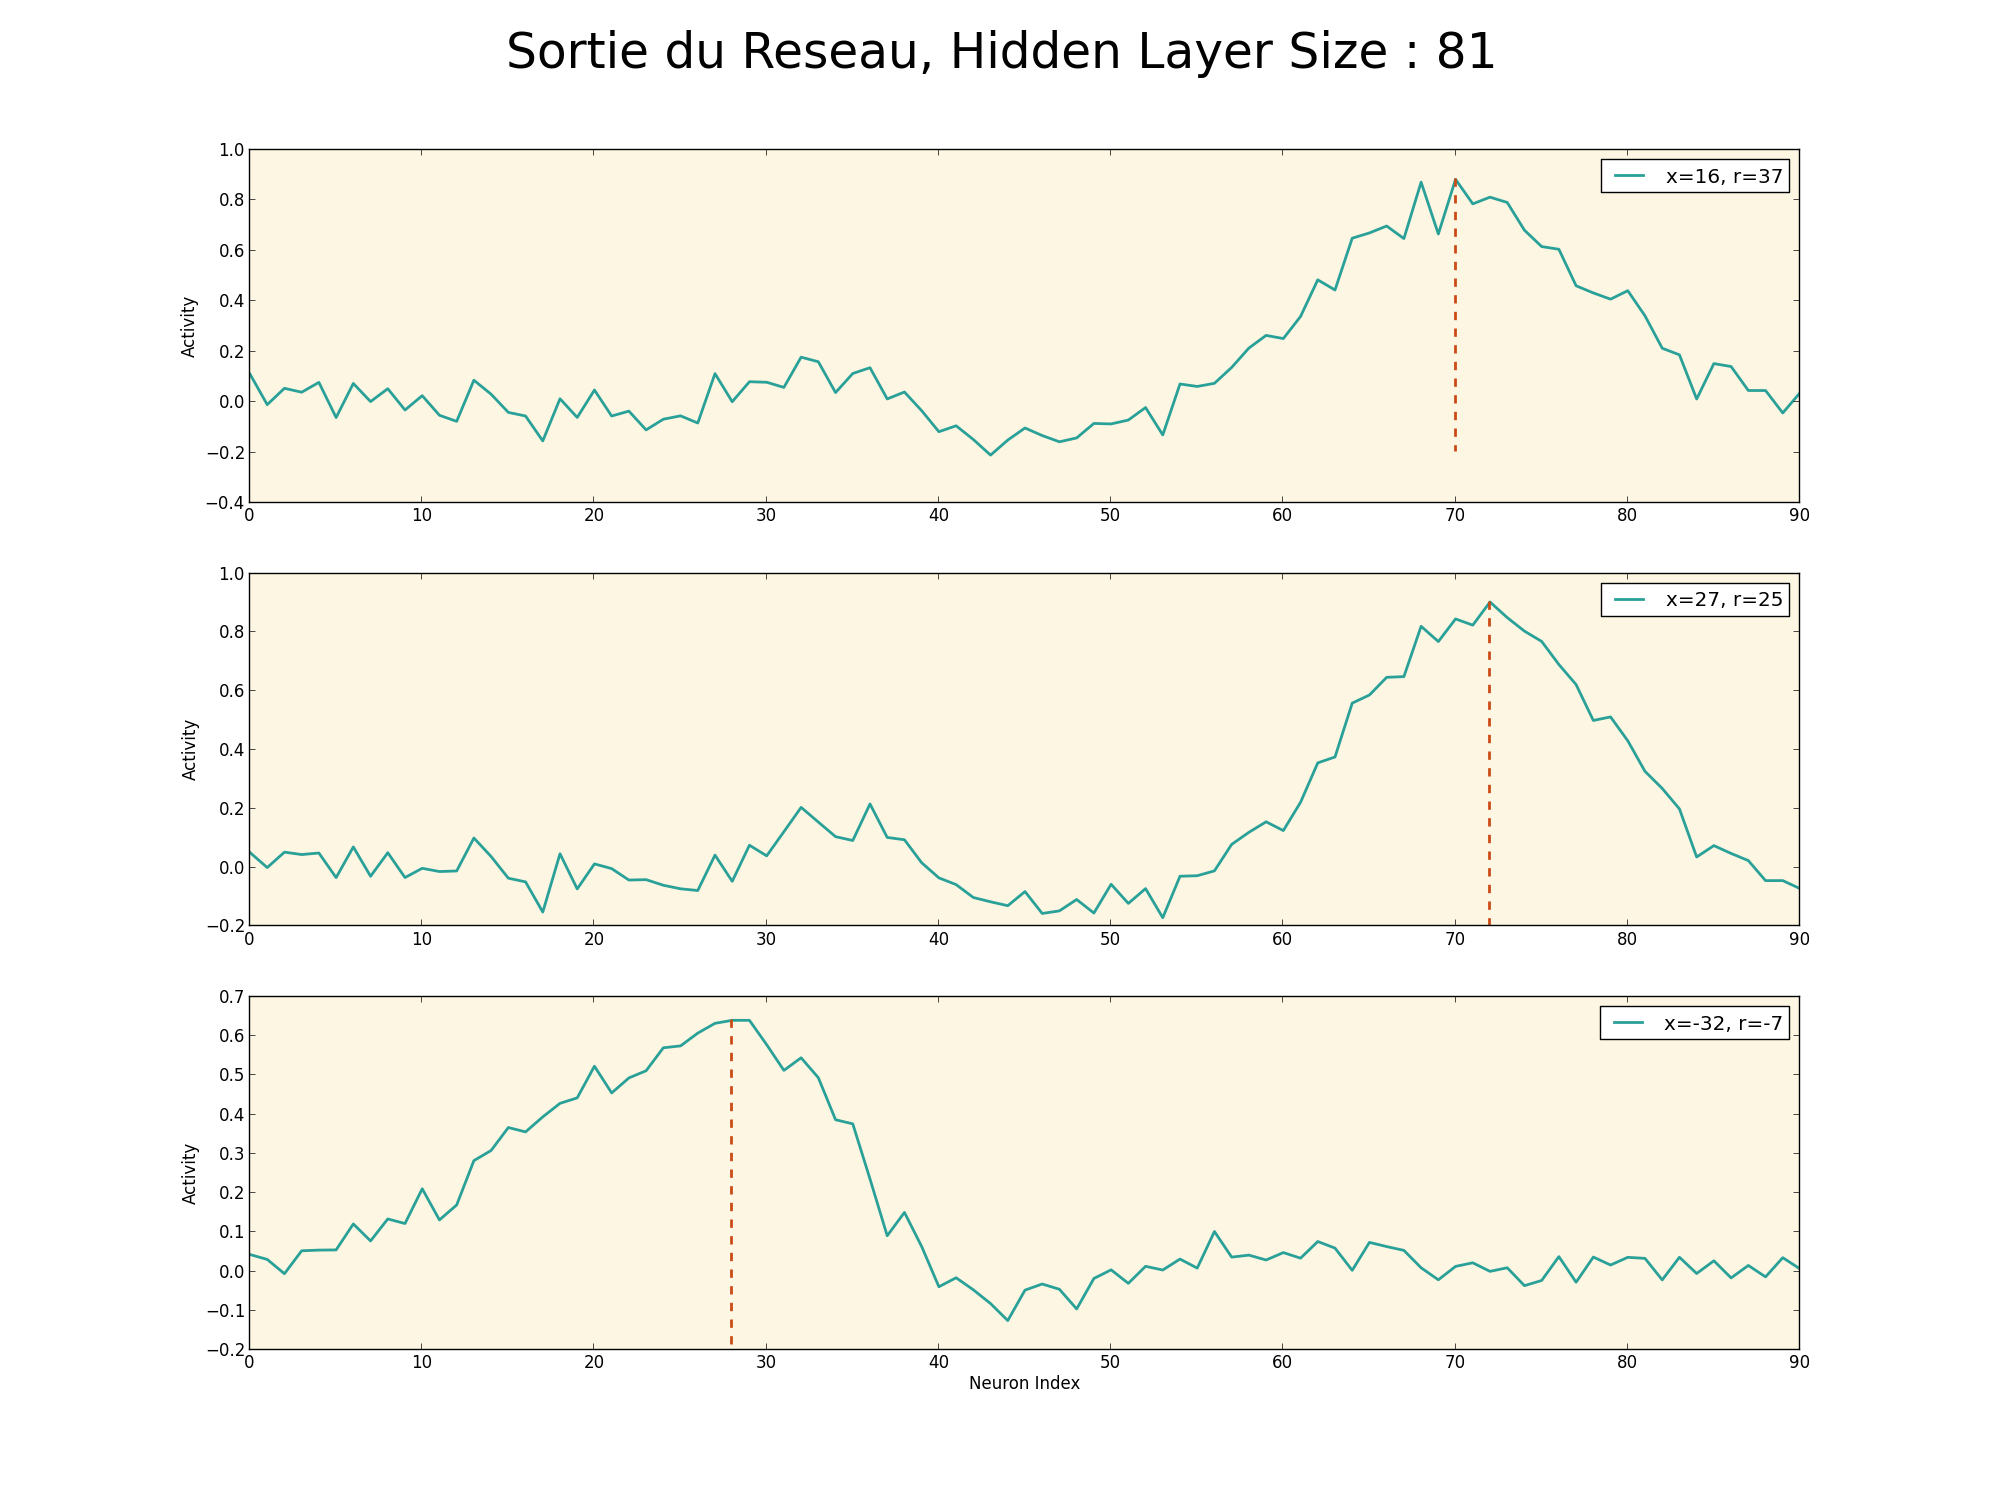 Sortie du Reseau, Hidden Layer Size : 81
1.0
0.8
0.6
0.4
0.2
0.0
−0.2
−0.4
Activity
x=16, r=37
0 10 20 30 40 50 60 70 80 90
1.0
0.8
0.6
0.4
0.2
0.0
−0.2
Activity
x=27, r=25
0 10 20 30 40 50 60 70 80 90
0.7
0.6
0.5
0.4
0.3
0.2
0.1
0.0
−0.1
−0.2
Activity
x=-32, r=-7
0 10 20 30 40 50 60 70 80 90
Neuron Index